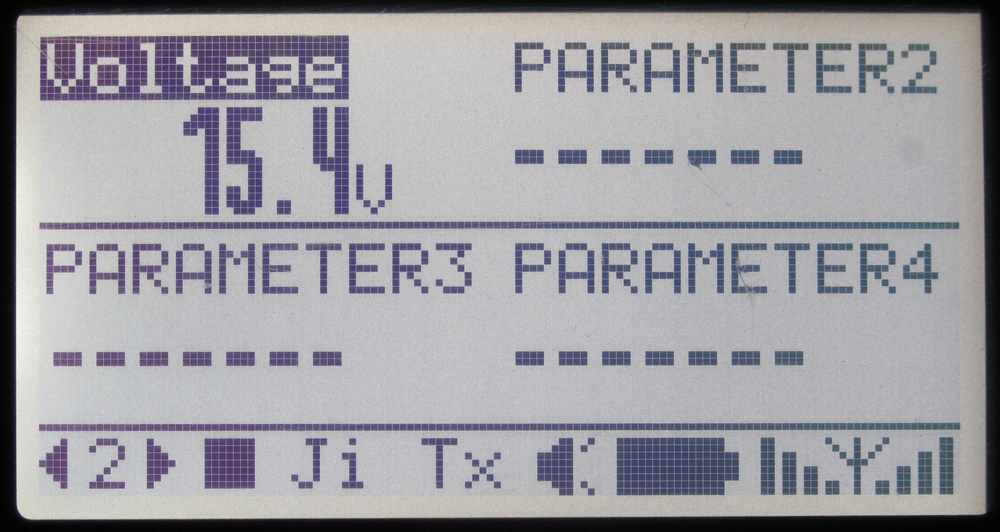 Voltage PARAMETER2
15.4v -------
PARAMETER3 PARAMETER4
------- -------
2 Ji Tx